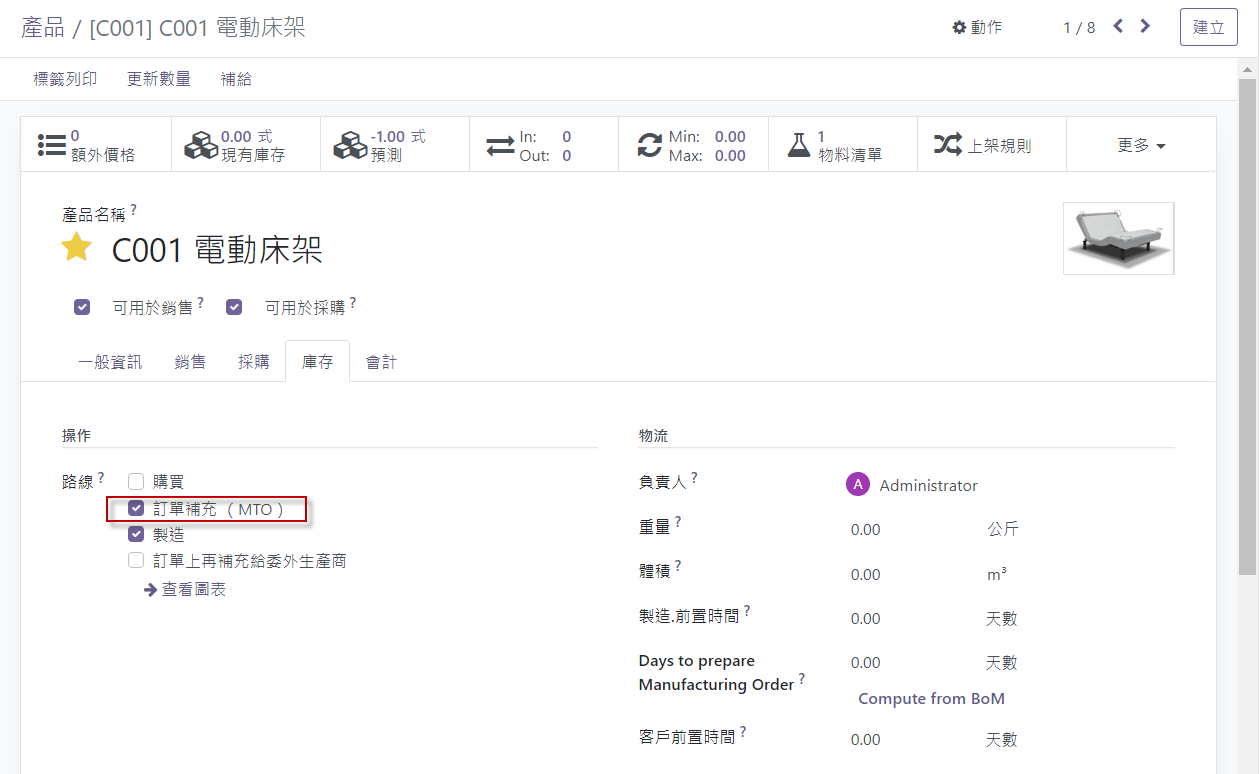 產品 / [C001] C001 電動床架
動作
1 / 8
建立
標籤列印 更新數量 補給
0 額外價格
0.00 式 現有庫存
-1.00 式 預測
In: 0
Out: 0
Min: 0.00
Max: 0.00
1 物料清單
上架規則
更多
產品名稱 ?
C001 電動床架
可用於銷售 ? 可用於採購 ?
一般資訊 銷售 採購 庫存 會計
操作
路線 ? 購買
訂單補充 （MTO）
製造
訂單上再補充給委外生產商
查看圖表
物流
負責人 ? A Administrator
重量 ? 0.00 公斤
體積 ? 0.00 m³
製造.前置時間 ? 0.00 天數
Days to prepare 0.00 天數
Manufacturing Order ?
Compute from BoM
客戶前置時間 ? 0.00 天數